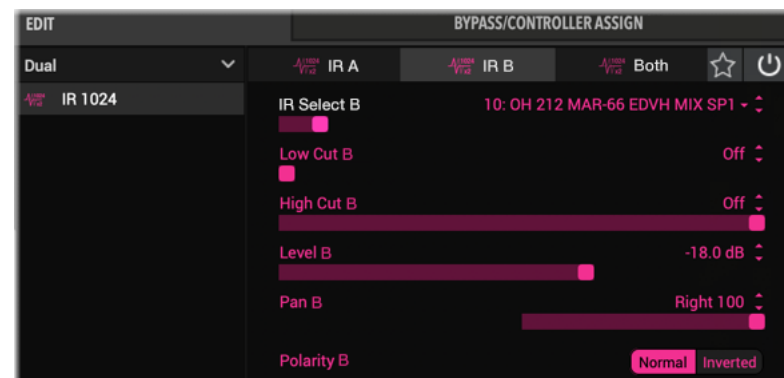 EDIT BYPASS/CONTROLLER ASSIGN
Dual IR A IR B Both
IR 1024
IR Select B 10: OH 212 MAR-66 EDVH MIX SP1
Low Cut B Off
High Cut B Off
Level B -18.0 dB
Pan B Right 100
Polarity B Normal Inverted